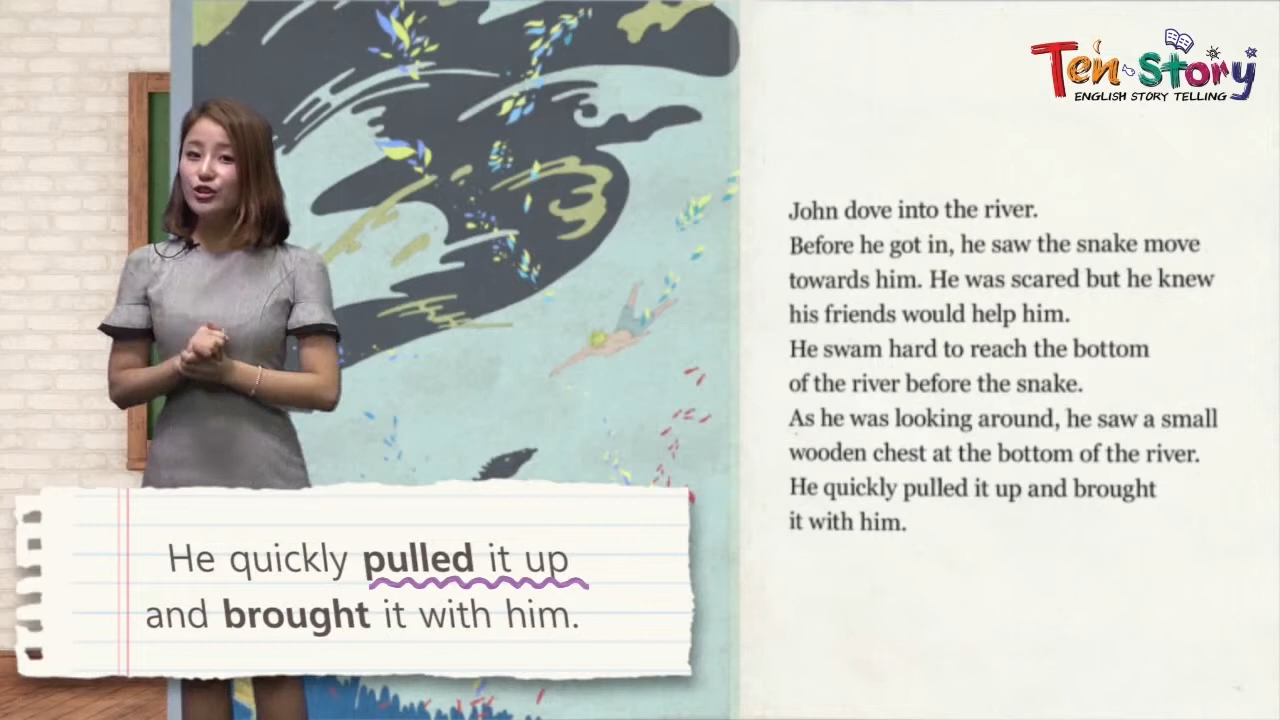 Ten Story
ENGLISH STORY TELLING
John dove into the river.
Before he got in, he saw the snake move
towards him. He was scared but he knew
his friends would help him.
He swam hard to reach the bottom
of the river before the snake.
As he was looking around, he saw a small
wooden chest at the bottom of the river.
He quickly pulled it up and brought
it with him.
He quickly pulled it up
and brought it with him.